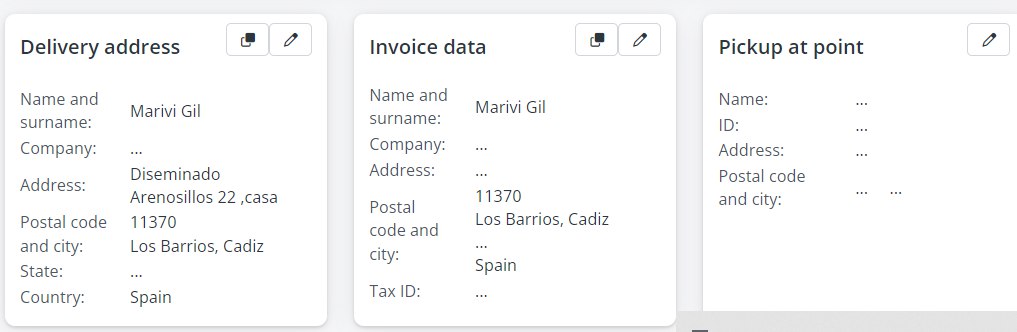 Delivery address
Name and surname: Marivi Gil
Company: ...
Address: Diseminado
Arenosillos 22 ,casa
Postal code and city: 11370
Los Barrios, Cadiz
State: ...
Country: Spain
Invoice data
Name and surname: Marivi Gil
Company: ...
Address: ...
Postal code and city: 11370
Los Barrios, Cadiz
...
Spain
Tax ID: ...
Pickup at point
Name: ...
ID: ...
Address: ...
Postal code and city: ... ...